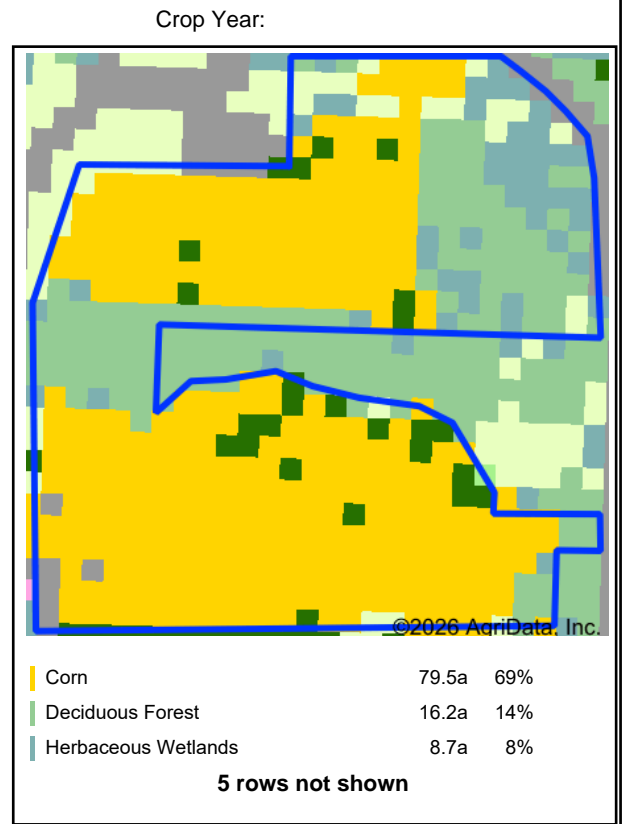 Crop Year:
©2026 AgriData, Inc.
Corn 79.5a 69%
Deciduous Forest 16.2a 14%
Herbaceous Wetlands 8.7a 8%
5 rows not shown